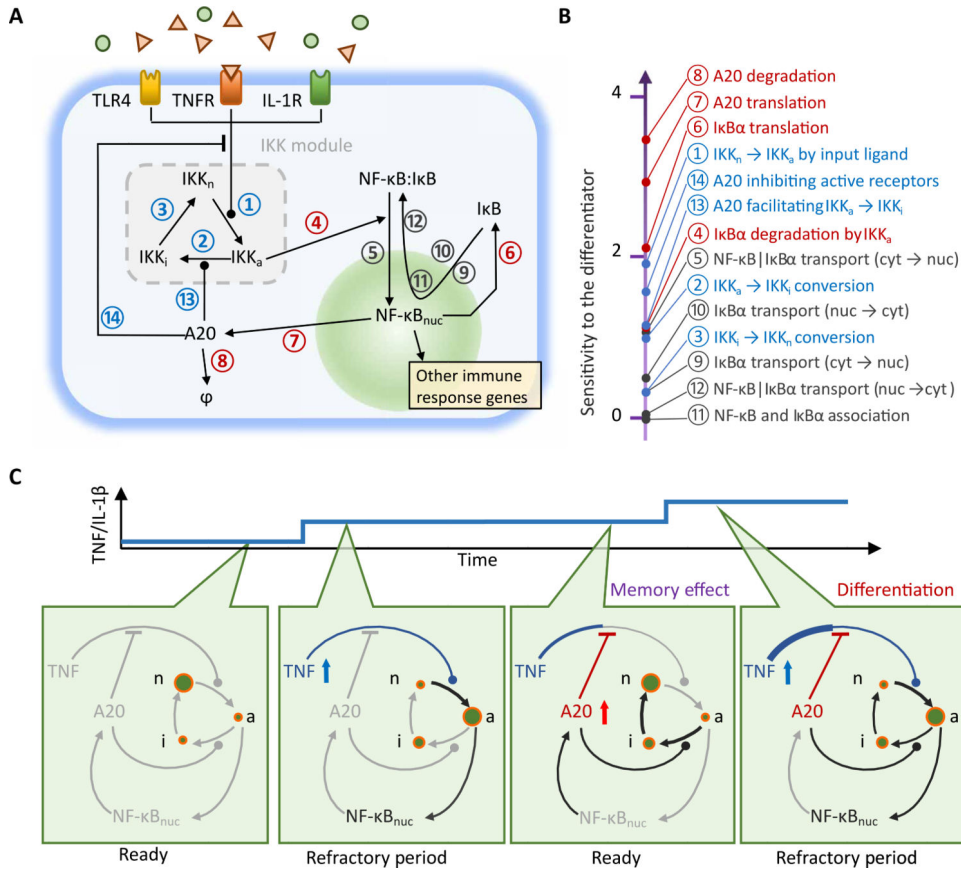 A
TLR4
TNFR
IL-1R
IKK module
IKKn
③
①
②
IKKi
IKKa
④
NF-κB:IκB
IκB
⑫
⑤
⑩
⑨
⑥
⑪
⑬
⑭
A20
NF-κBnuc
⑦
⑧
φ
Other immune
response genes
B
Sensitivity to the differentiator
4
2
0
⑧ A20 degradation
⑦ A20 translation
⑥ IκBα translation
① IKKn → IKKa by input ligand
⑭ A20 inhibiting active receptors
⑬ A20 facilitating IKKa → IKKi
④ IκBα degradation by IKKa
⑤ NF-κB|IκBα transport (cyt → nuc)
② IKKa → IKKi conversion
⑩ IκBα transport (nuc → cyt)
③ IKKi → IKKn conversion
⑨ IκBα transport (cyt → nuc)
⑫ NF-κB|IκBα transport (nuc →cyt)
⑪ NF-κB and IκBα association
C
TNF/IL-1β
Time
Memory effect
Differentiation
TNF
n
A20
a
i
NF-κBnuc
Ready
TNF
n
A20
a
i
NF-κBnuc
Refractory period
TNF
n
A20
a
i
NF-κBnuc
Ready
TNF
n
A20
a
i
NF-κBnuc
Refractory period